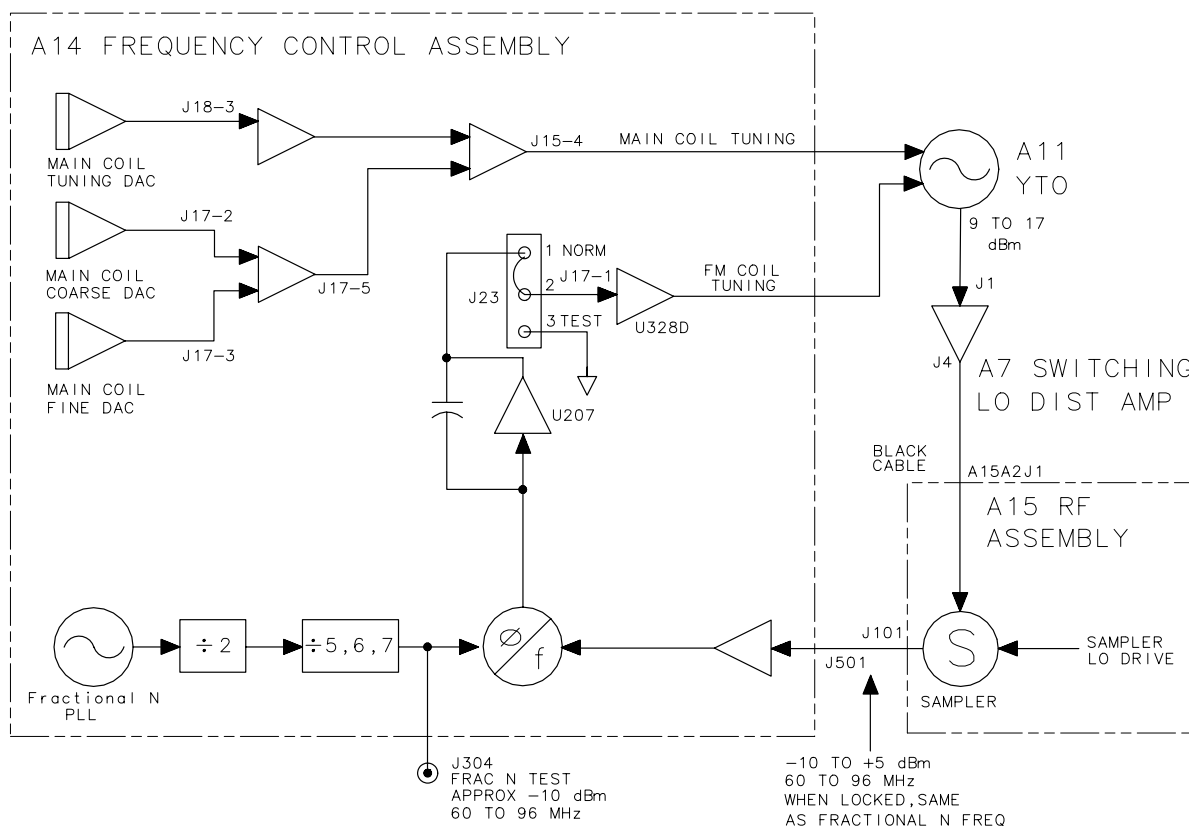 A14 FREQUENCY CONTROL ASSEMBLY
J18-3
MAIN COIL
TUNING DAC
J15-4
MAIN COIL TUNING
A11
YTO
9 TO 17
dBm
J17-2
MAIN COIL
COARSE DAC
J17-5
J17-3
MAIN COIL
FINE DAC
1 NORM
J17-1
J23
2
3 TEST
U328D
FM COIL
TUNING
U207
J1
J4
A7 SWITCHING
LO DIST AMP
BLACK
CABLE
A15A2J1
A15 RF
ASSEMBLY
÷2
÷5,6,7
Ø
f
Fractional N
PLL
J101
J501
S
SAMPLER
SAMPLER
LO DRIVE
J304
FRAC N TEST
APPROX -10 dBm
60 TO 96 MHz
-10 TO +5 dBm
60 TO 96 MHz
WHEN LOCKED,SAME
AS FRACTIONAL N FREQ